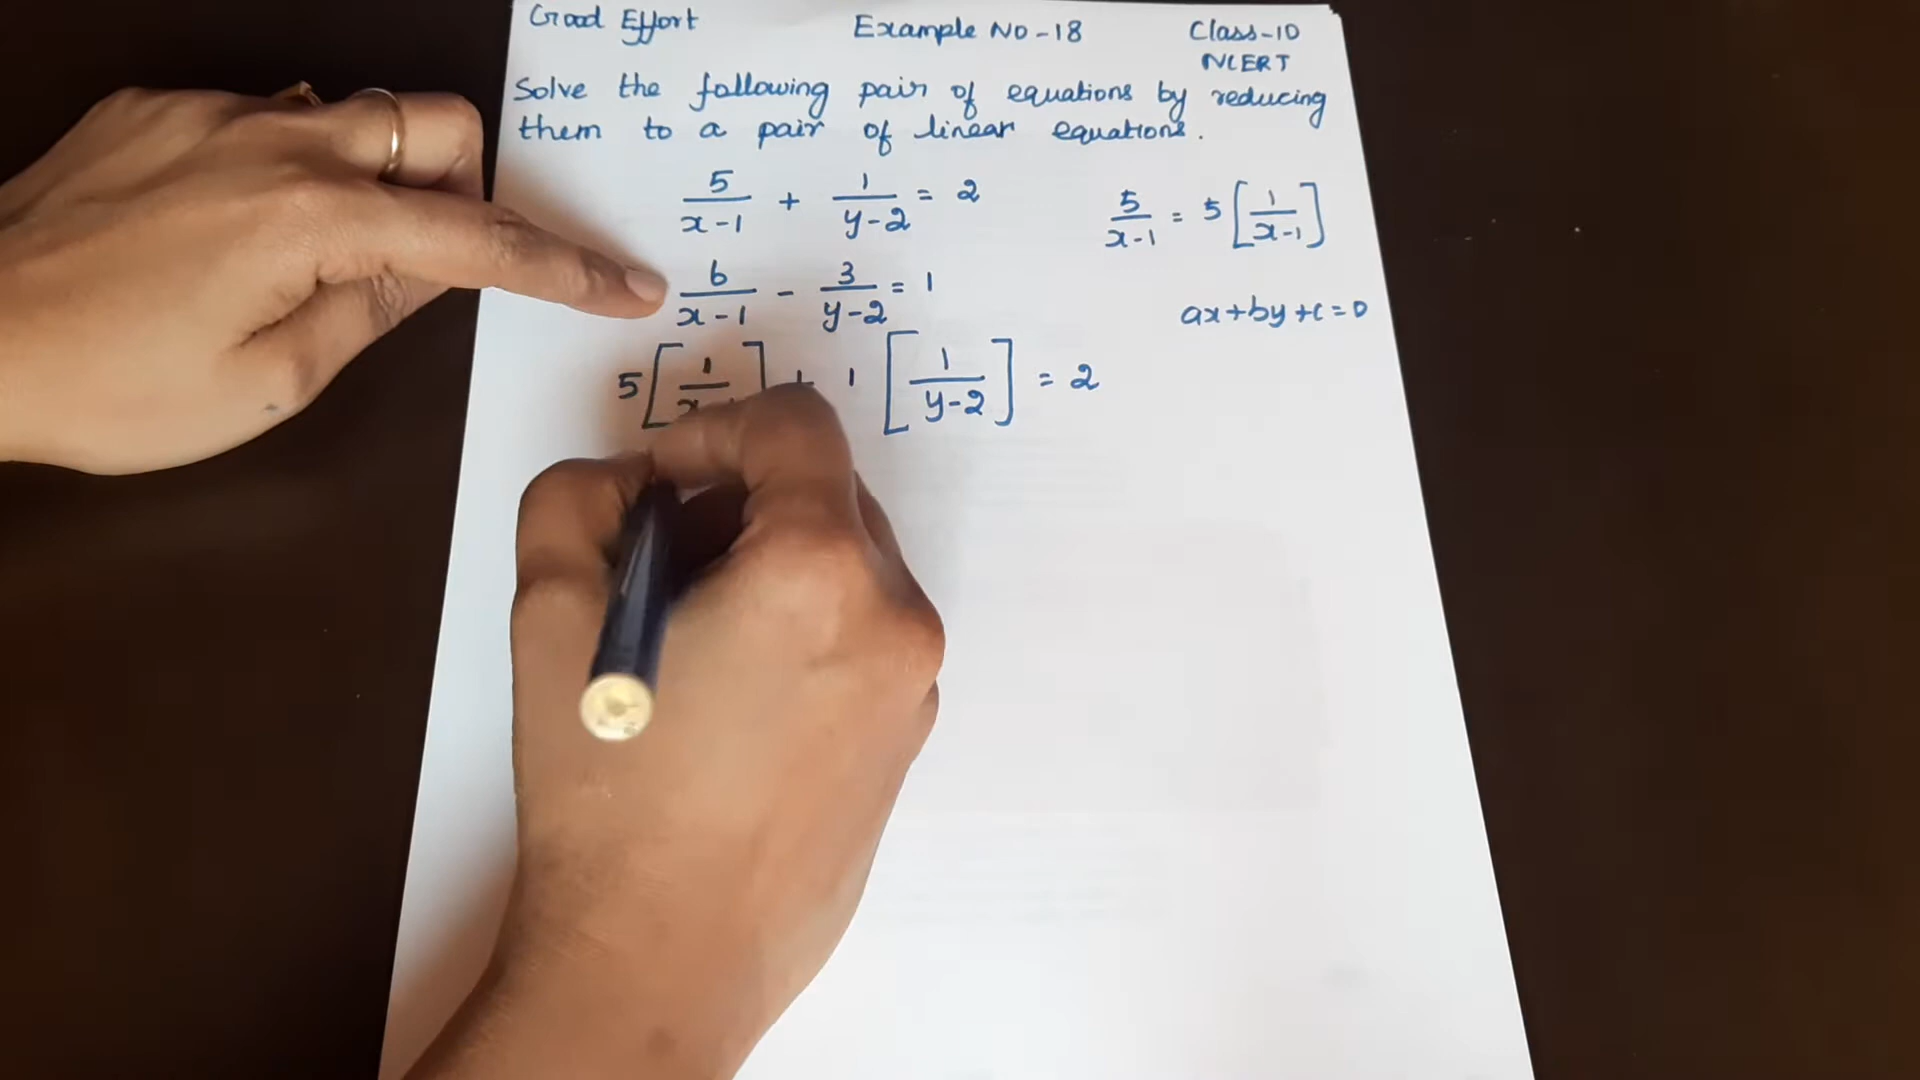 Good Effort Example NO-18 Class-10
NCERT
Solve the following pair of equations by reducing
them to a pair of linear equations.
5/(x-1) + 1/(y-2) = 2
5/(x-1) = 5[1/(x-1)]
6/(x-1) - 3/(y-2) = 1
ax+by+c=0
5[1/ ] + 1[1/(y-2)] = 2